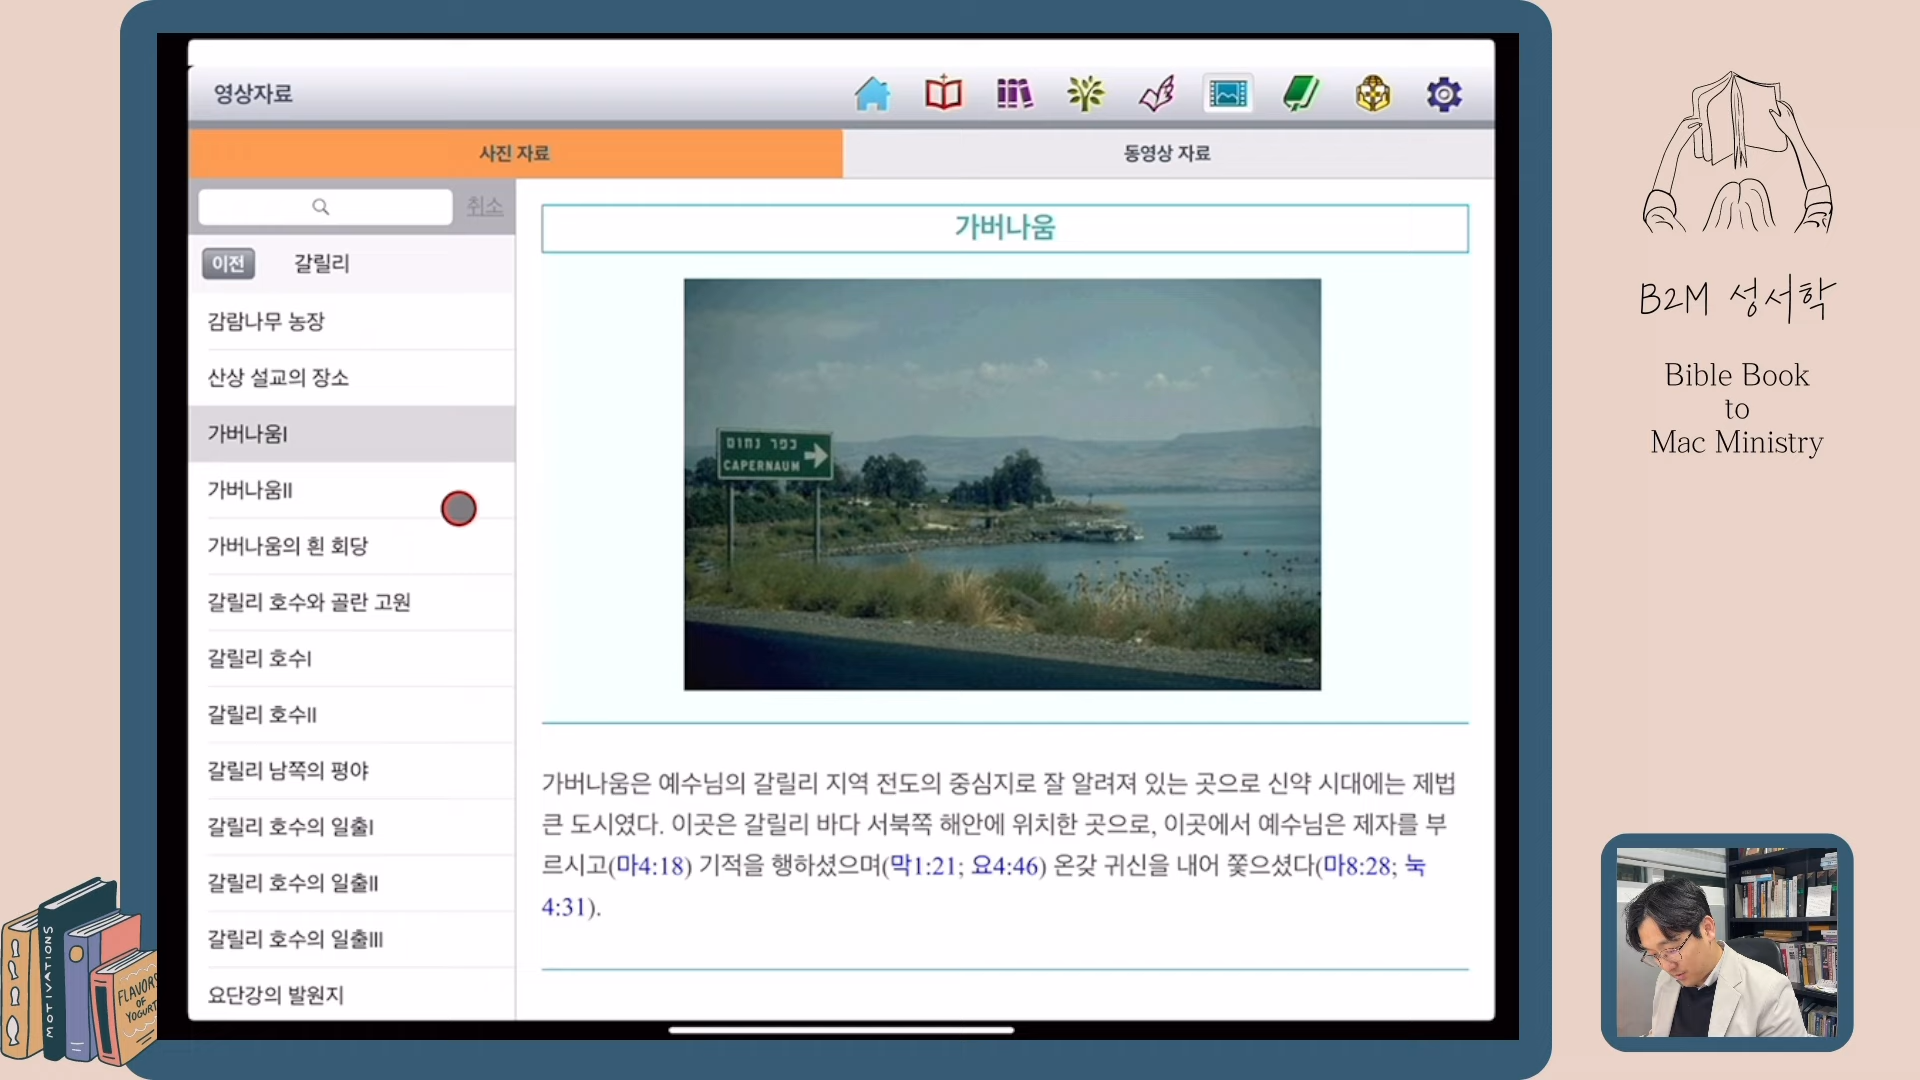 영상자료
사진 자료
동영상 자료
취소
이전
갈릴리
감람나무 농장
산상 설교의 장소
가버나움I
가버나움II
가버나움의 흰 회당
갈릴리 호수와 골란 고원
갈릴리 호수I
갈릴리 호수II
갈릴리 남쪽의 평야
갈릴리 호수의 일출I
갈릴리 호수의 일출II
갈릴리 호수의 일출III
요단강의 발원지
가버나움
כפר נחום
CAPERNAUM
가버나움은 예수님의 갈릴리 지역 전도의 중심지로 잘 알려져 있는 곳으로 신약 시대에는 제법
큰 도시였다. 이곳은 갈릴리 바다 서북쪽 해안에 위치한 곳으로, 이곳에서 예수님은 제자를 부
르시고(마4:18) 기적을 행하셨으며(막1:21; 요4:46) 온갖 귀신을 내어 쫓으셨다(마8:28; 눅
4:31).
B2M 성서학
Bible Book
to
Mac Ministry
MOTIVATIONS
FLAVORS
OF
YOGURT